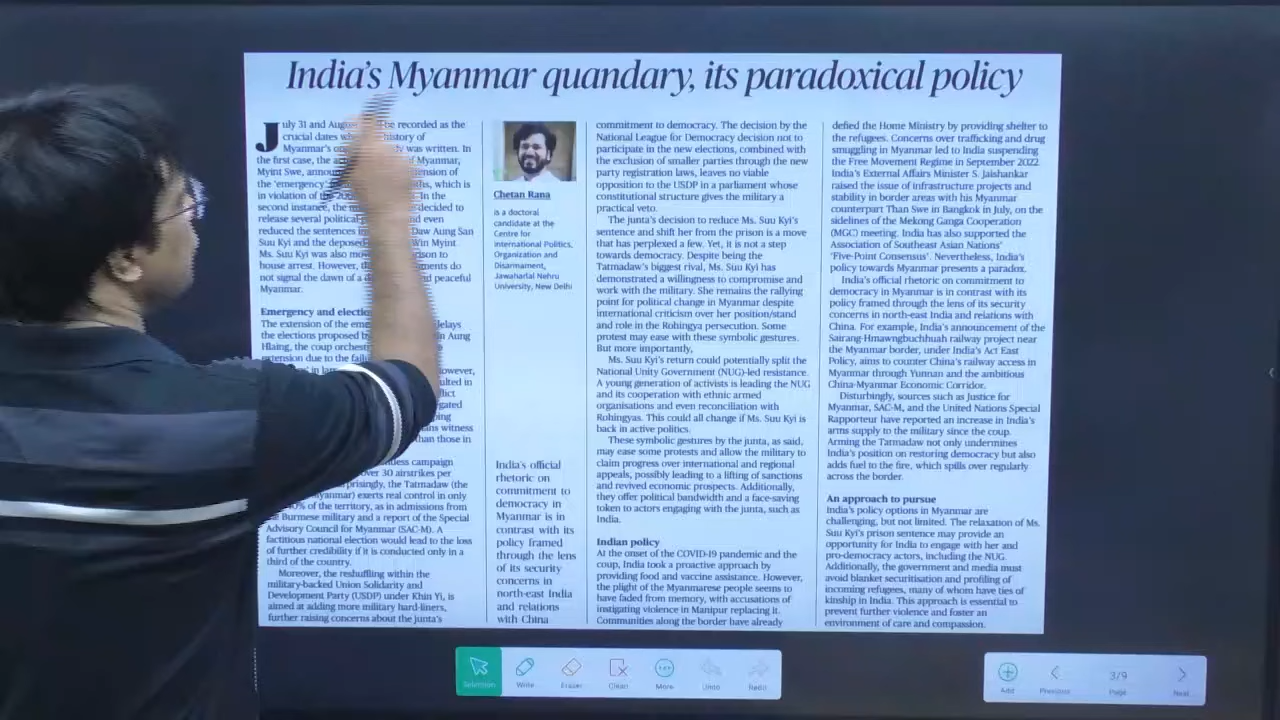 India's Myanmar quandary, its paradoxical policy
July 31 and be recorded as the
crucial dates history of
Myanmar's was written. In
the first case, the of Myanmar,
Myint Swe,
the 'emergency' which is
in violation of In the
second instance, the decided to
release several political and even
reduced the sentences Daw Aung San
Suu Kyi and the deposed Win Myint
Ms. Suu Kyi was also
house arrest. However, do
not signal the dawn of a peaceful
Myanmar.
Emergency and
The extension of the delays
the elections proposed Aung
Hlaing, the coup
extension due to the
in However,
campaign
over 30 airstrikes per
the Tatmadaw (the
exerts real control in only
of the territory, as in admissions from
Burmese military and a report of the Special
Advisory Council for Myanmar (SAC-M). A
factitious national election would lead to the loss
of further credibility if it is conducted only in a
third of the country.
Moreover, the reshuffling within the
military-backed Union Solidarity and
Development Party (USDP) under Khin Yi, is
aimed at adding more military hard-liners,
further raising concerns about the junta's
Chetan Rana
is a doctoral
candidate at the
Centre for
International Politics,
Organization and
Disarmament,
Jawaharlal Nehru
University, New Delhi
India's official
rhetoric on
commitment to
democracy in
Myanmar is in
contrast with its
policy framed
through the lens
of its security
concerns in
north-east India
and relations
with China
commitment to democracy. The decision by the
National League for Democracy decision not to
participate in the new elections, combined with
the exclusion of smaller parties through the new
party registration laws, leaves no viable
opposition to the USDP in a parliament whose
constitutional structure gives the military a
practical veto.
The junta's decision to reduce Ms. Suu Kyi's
sentence and shift her from the prison is a move
that has perplexed a few. Yet, it is not a step
towards democracy. Despite being the
Tatmadaw's biggest rival, Ms. Suu Kyi has
demonstrated a willingness to compromise and
work with the military. She remains the rallying
point for political change in Myanmar despite
international criticism over her position/stand
and role in the Rohingya persecution. Some
protest may ease with these symbolic gestures.
But more importantly,
Ms. Suu Kyi's return could potentially split the
National Unity Government (NUG)-led resistance.
A young generation of activists is leading the NUG
and its cooperation with ethnic armed
organisations and even reconciliation with
Rohingyas. This could all change if Ms. Suu Kyi is
back in active politics.
These symbolic gestures by the junta, as said,
may ease some protests and allow the military to
claim progress over international and regional
appeals, possibly leading to a lifting of sanctions
and revived economic prospects. Additionally,
they offer political bandwidth and a face-saving
token to actors engaging with the junta, such as
India.
Indian policy
At the onset of the COVID-19 pandemic and the
coup, India took a proactive approach by
providing food and vaccine assistance. However,
the plight of the Myanmarese people seems to
have faded from memory, with accusations of
instigating violence in Manipur replacing it.
Communities along the border have already
defied the Home Ministry by providing shelter to
the refugees. Concerns over trafficking and drug
smuggling in Myanmar led to India suspending
the Free Movement Regime in September 2022.
India's External Affairs Minister S. Jaishankar
raised the issue of infrastructure projects and
stability in border areas with his Myanmar
counterpart Than Swe in Bangkok in July, on the
sidelines of the Mekong Ganga Cooperation
(MGC) meeting. India has also supported the
Association of Southeast Asian Nations'
'Five-Point Consensus'. Nevertheless, India's
policy towards Myanmar presents a paradox.
India's official rhetoric on commitment to
democracy in Myanmar is in contrast with its
policy framed through the lens of its security
concerns in north-east India and relations with
China. For example, India's announcement of the
Sairang-Hmawngbuchhuah railway project near
the Myanmar border, under India's Act East
Policy, aims to counter China's railway access in
Myanmar through Yunnan and the ambitious
China-Myanmar Economic Corridor.
Disturbingly, sources such as Justice for
Myanmar, SAC-M, and the United Nations Special
Rapporteur have reported an increase in India's
arms supply to the military since the coup.
Arming the Tatmadaw not only undermines
India's position on restoring democracy but also
adds fuel to the fire, which spills over regularly
across the border.
An approach to pursue
India's policy options in Myanmar are
challenging, but not limited. The relaxation of Ms.
Suu Kyi's prison sentence may provide an
opportunity for India to engage with her and
pro-democracy actors, including the NUG.
Additionally, the government and media must
avoid blanket securitisation and profiling of
incoming refugees, many of whom have ties of
kinship in India. This approach is essential to
prevent further violence and foster an
environment of care and compassion.
Selection Write Eraser Clean More Undo Redo
3/9
Add Previous Page Next